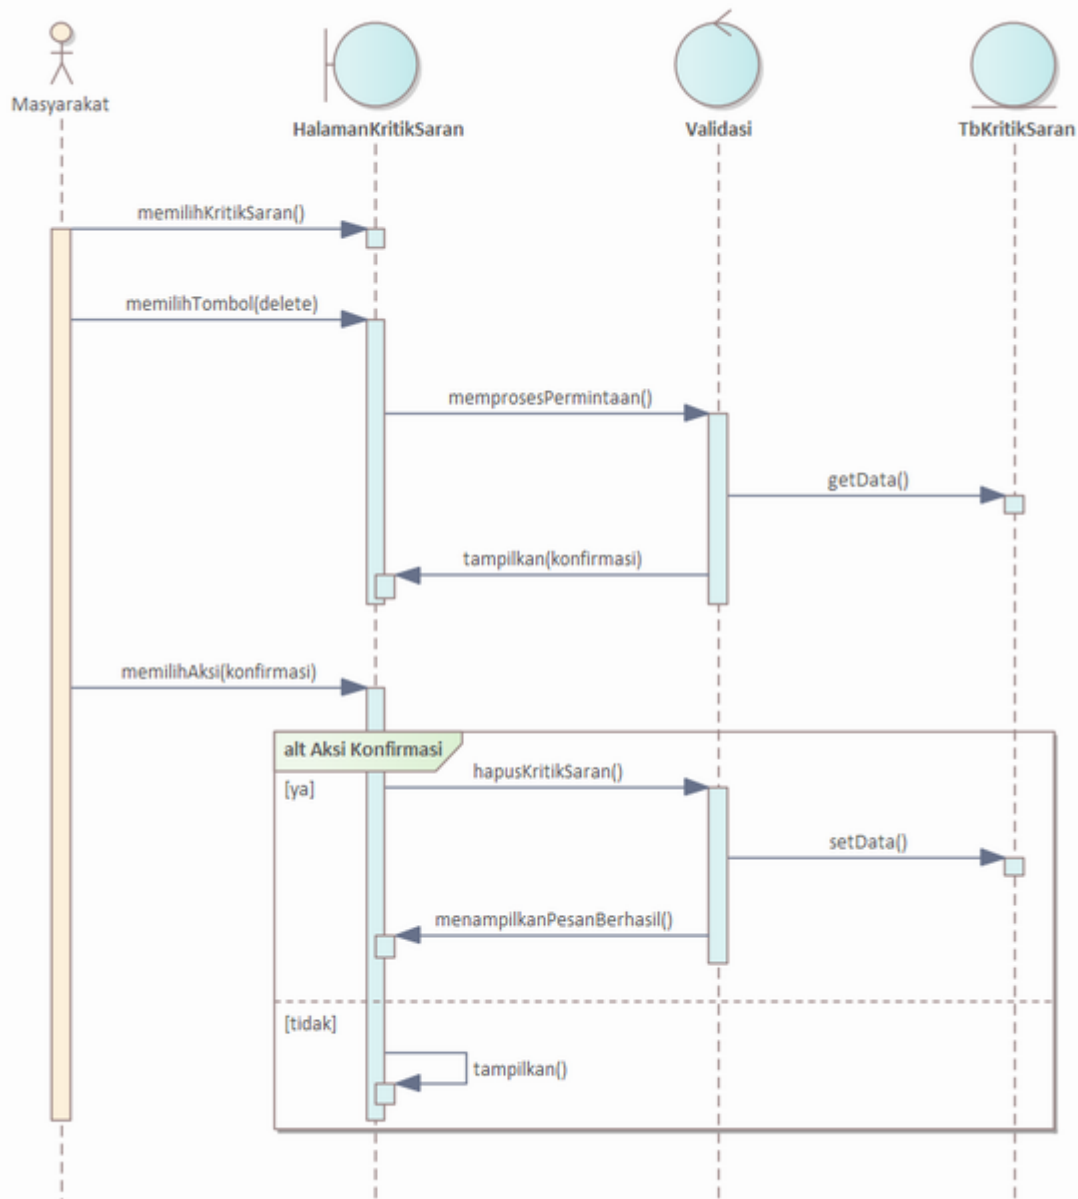 Masyarakat
HalamanKritikSaran
Validasi
TbKritikSaran
memilihKritikSaran()
memilihTombol(delete)
memprosesPermintaan()
getData()
tampilkan(konfirmasi)
memilihAksi(konfirmasi)
alt Aksi Konfirmasi
hapusKritikSaran()
[ya]
setData()
menampilkanPesanBerhasil()
[tidak]
tampilkan()